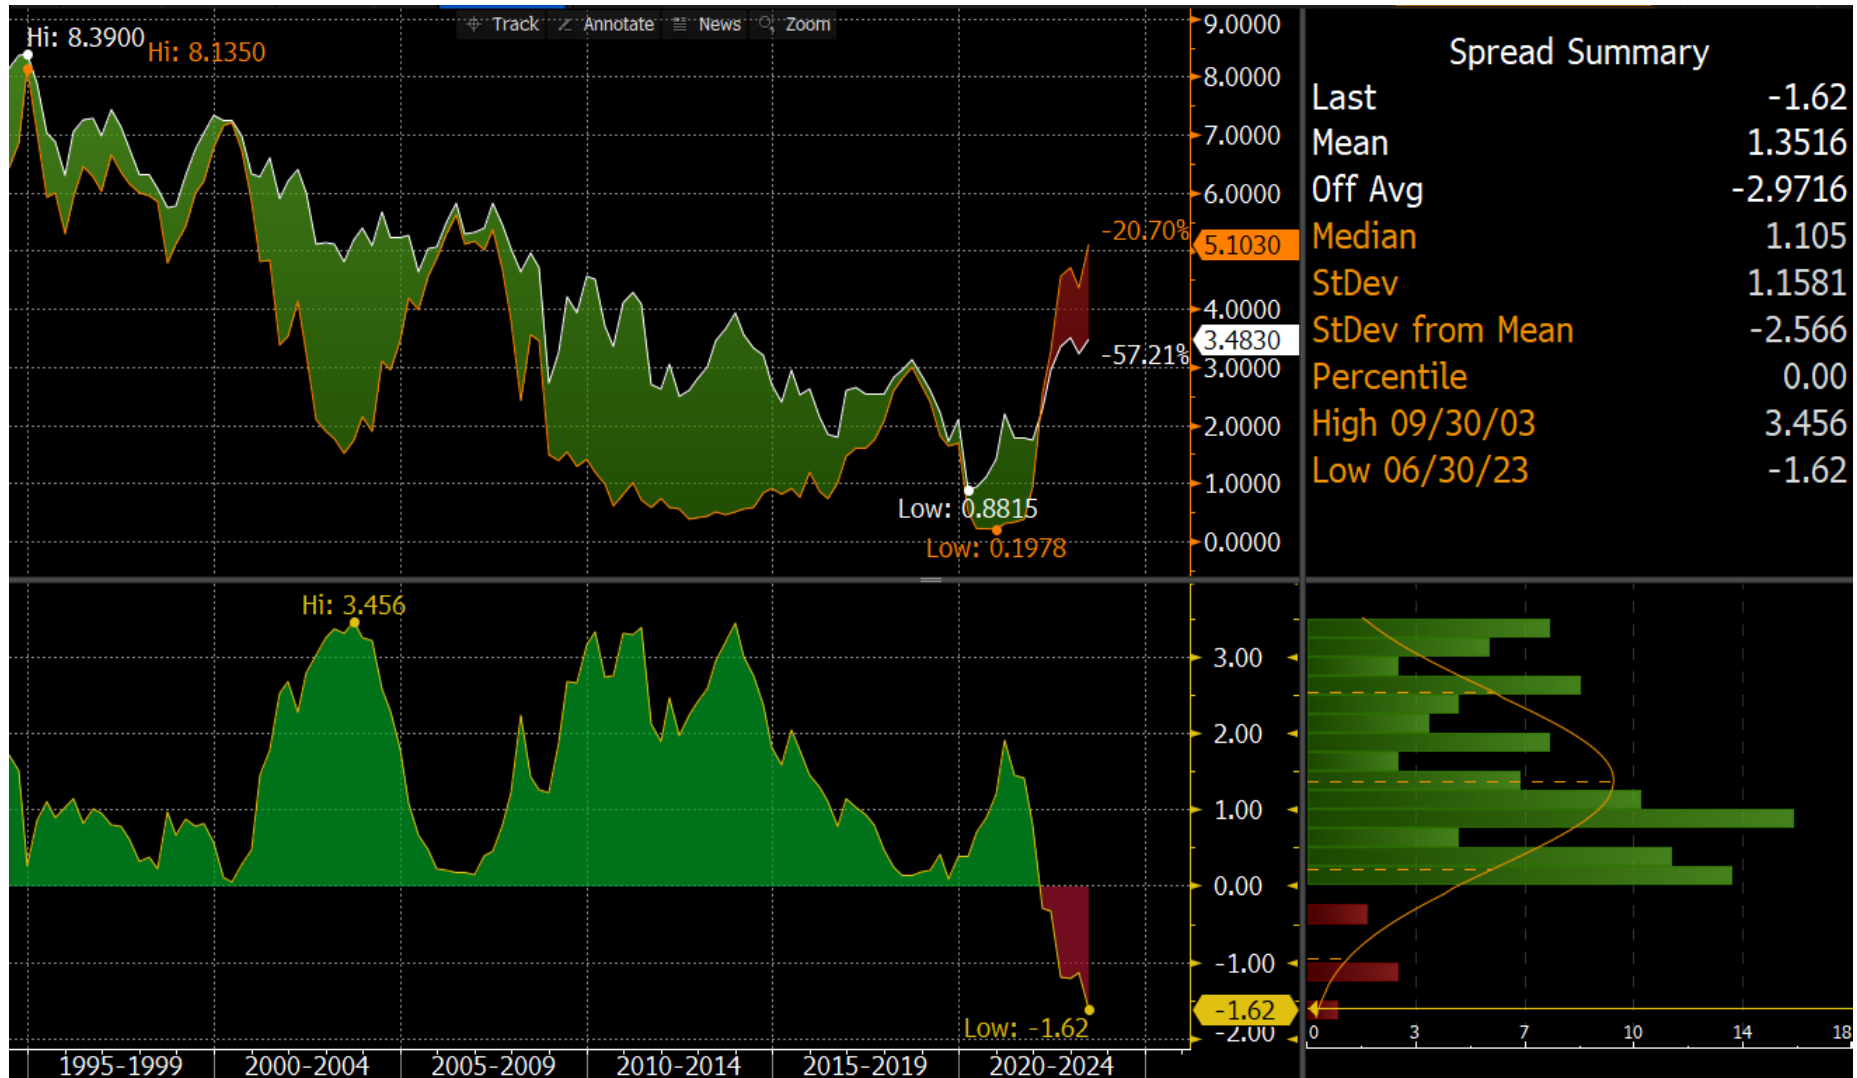 Track Annotate News Zoom
Hi: 8.3900
Hi: 8.1350
9.0000
8.0000
7.0000
6.0000
-20.70%
5.1030
4.0000
3.4830
-57.21%
3.0000
2.0000
1.0000
Low: 0.8815
Low: 0.1978
0.0000
Spread Summary
Last -1.62
Mean 1.3516
Off Avg -2.9716
Median 1.105
StDev 1.1581
StDev from Mean -2.566
Percentile 0.00
High 09/30/03 3.456
Low 06/30/23 -1.62
Hi: 3.456
3.00
2.00
1.00
0.00
-1.00
-1.62
Low: -1.62
-2.00
0 3 7 10 14 18
1995-1999 2000-2004 2005-2009 2010-2014 2015-2019 2020-2024